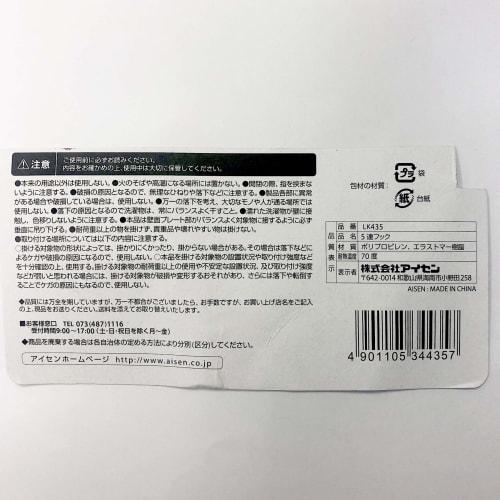 注意
ご使用前に必ずお読みください。
内容をお確かめの上、使用中は大切に保管してください。
●本来の用途以外は使用しない。●火のそばや高温になる場所には置かない。●開閉の際、指を挟まな
いように注意する。●破損の原因となるので、無理なひねりや落下などに注意する。●製品各部に異常
がある場合や破損している場合は、使用しない。●万一の落下を考え、大切なモノや人が通る場所では
使用しない。●落下の原因となるので洗濯物は、常にバランスよく干すこと。●濡れた洗濯物が壁に接
触し、色移りしないように注意する。●本品は壁面プレート部がバランスよく対象物に接するように必ず
垂直に吊り下げる。●耐荷重以上の物を掛けず、貴重品や壊れやすい物は掛けない。
●取り付ける場所については以下の内容に注意する。
○掛ける対象物の形状によっては、掛かりにくかったり、掛からない場合がある。その場合は落下などに
よるケガや破損の原因となるので、使用しない。○本品を掛ける対象物の設置状況や取り付け強度など
を十分確認の上、使用する。掛ける対象物の耐荷重以上の使用や不安定な設置状況、及び取り付け強度
などが弱いと思われる場合は、掛ける対象物が破損や変形するおそれがあり、さらには落下や転倒す
ることでケガの原因にもなるので、使用しない。
◆品質には万全を期していますが、万一不都合がございましたら、お手数ですが、お買い上げ店名をご記入
の上、現品をお送りください。送料を添えてお取り替えいたします。
■お客様窓口 TEL 073(487)1116
受付時間9:00〜17:00(土・日・祝日を除く月〜金)
◆商品を廃棄する場合は各自治体の定める方法により分別(区分)してください。
アイセンホームページ http://www.aisen.co.jp
包材の材質:
プラ 袋
紙 台紙
品質表示
品番 LK435
品名 5連フック
材質 ポリプロピレン、エラストマー樹脂
耐熱温度 70度
表示者 株式会社アイセン
〒642-0014 和歌山県海南市小野田258
AISEN : MADE IN CHINA
4901105344357